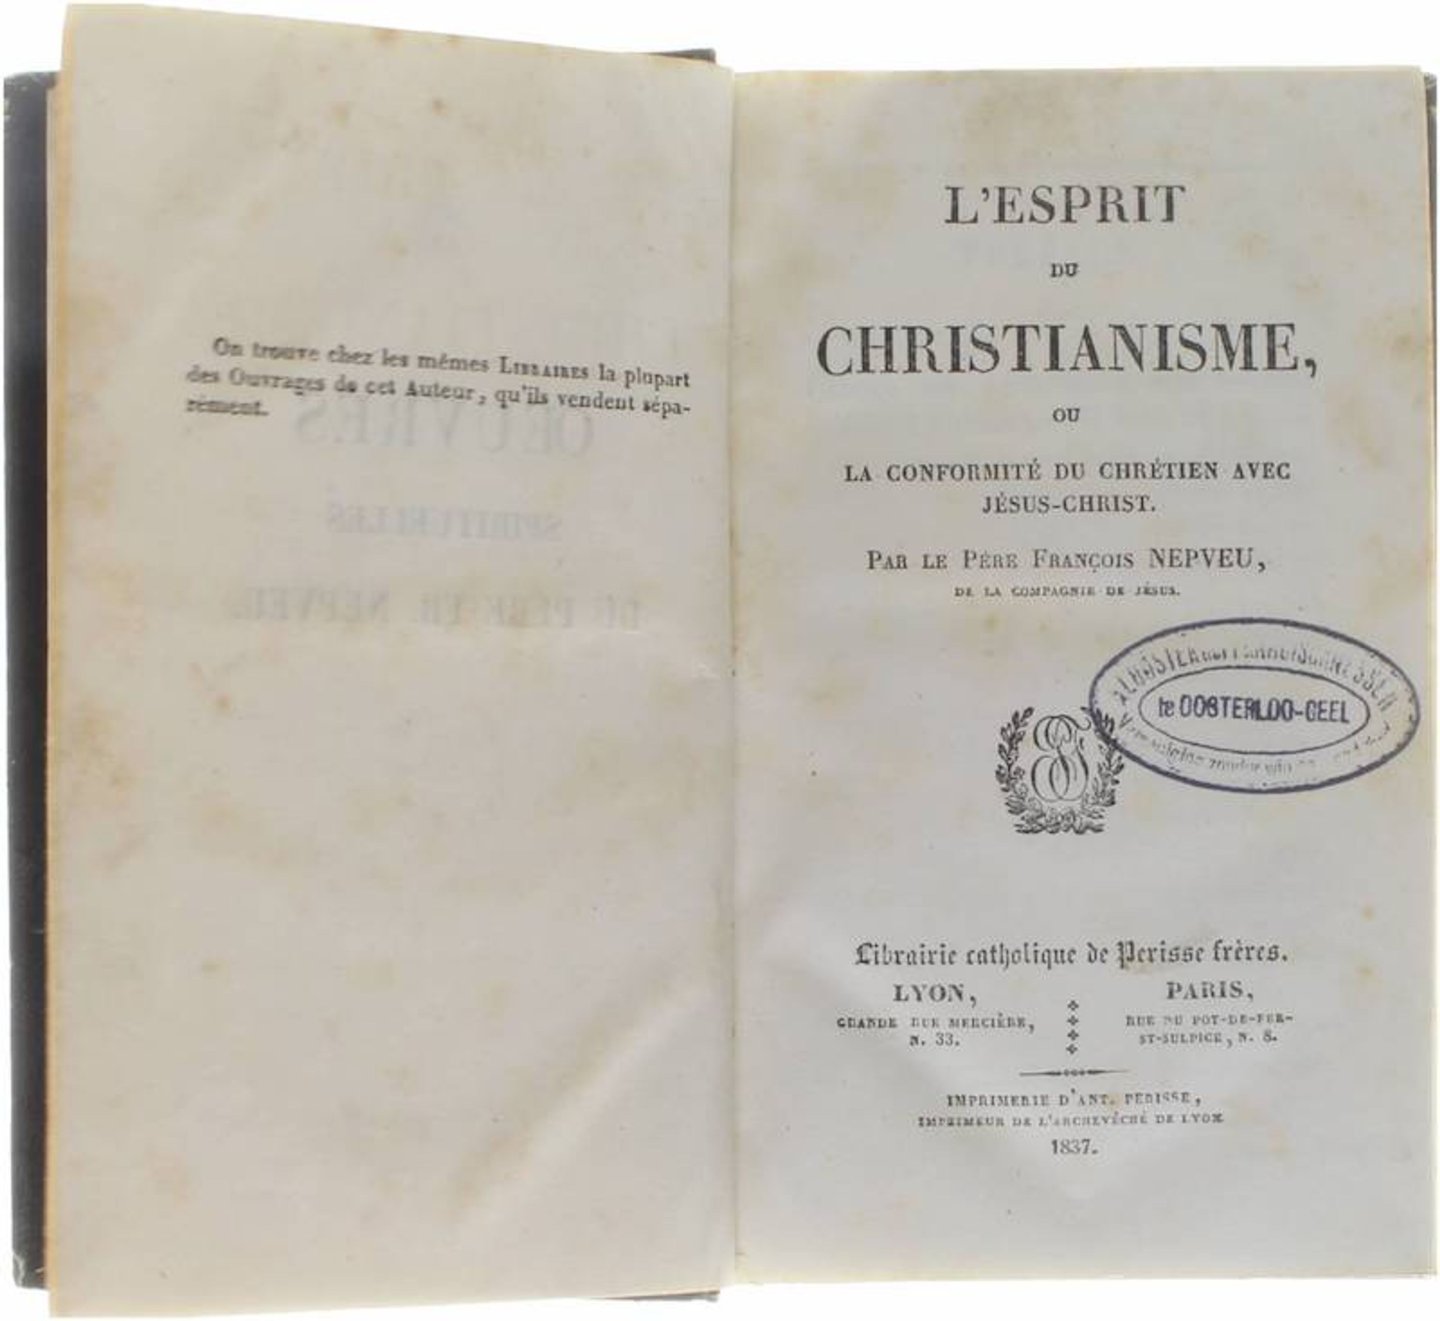 On trouve chez les mêmes LIBRAIRES la plupart
des Ouvrages de cet Auteur, qu'ils vendent sépa-
rément.
L'ESPRIT
DU
CHRISTIANISME,
OU
LA CONFORMITÉ DU CHRÉTIEN AVEC
JÉSUS-CHRIST.
PAR LE PÈRE FRANÇOIS NEPVEU,
DE LA COMPAGNIE DE JÉSUS.
te OOSTERLOO-GEEL
Librairie catholique de Perisse frères.
LYON,
GRANDE RUE MERCIÈRE,
N. 33.
PARIS,
RUE DU POT-DE-FER-
ST-SULPICE, N. 8.
IMPRIMERIE D'ANT. PERISSE,
IMPRIMEUR DE L'ARCHEVÊCHÉ DE LYON
1837.